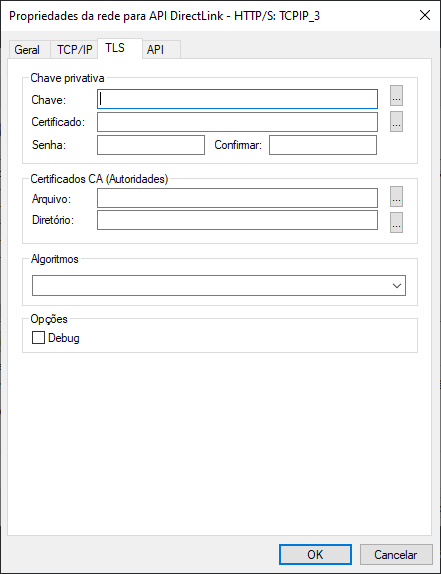 Propriedades da rede para API DirectLink - HTTP/S: TCPIP_3
Geral TCP/IP TLS API
Chave privativa
Chave: ...
Certificado: ...
Senha: Confirmar:
Certificados CA (Autoridades)
Arquivo: ...
Diretório: ...
Algoritmos
Opções
Debug
OK Cancelar